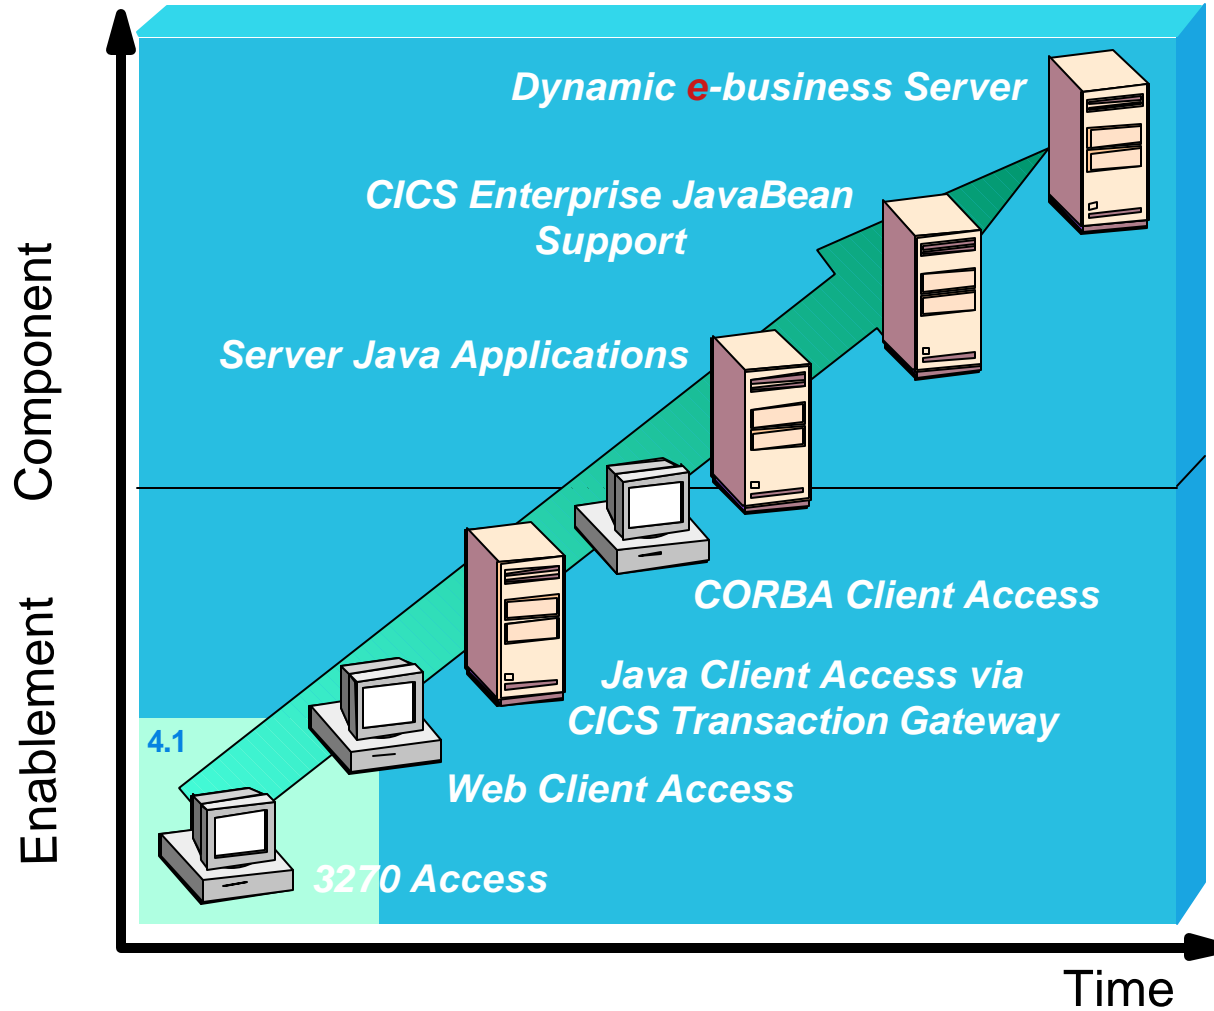 Dynamic e-business Server
CICS Enterprise JavaBean
Support
Server Java Applications
Component
CORBA Client Access
Java Client Access via
CICS Transaction Gateway
Enablement
4.1
Web Client Access
3270 Access
Time